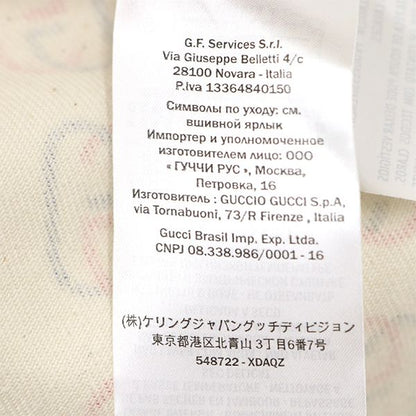 G.F. Services S.r.l.
Via Giuseppe Belletti 4/c
28100 Novara - Italia
P.Iva 13364840150
Символы по уходу: см.
вшивной ярлык
Импортер и уполномоченное
изготовителем лицо: ООО
« ГУЧЧИ РУС », Москва,
Петровка, 16
Изготовитель : GUCCIO GUCCI S.p.A,
via Tornabuoni, 73/R Firenze , Italia
Gucci Brasil Imp. Exp. Ltda.
CNPJ 08.338.986/0001 - 16
(株)ケリングジャパングッチディビジョン
東京都港区北青山3丁目6番7号
548722 - XDAQZ